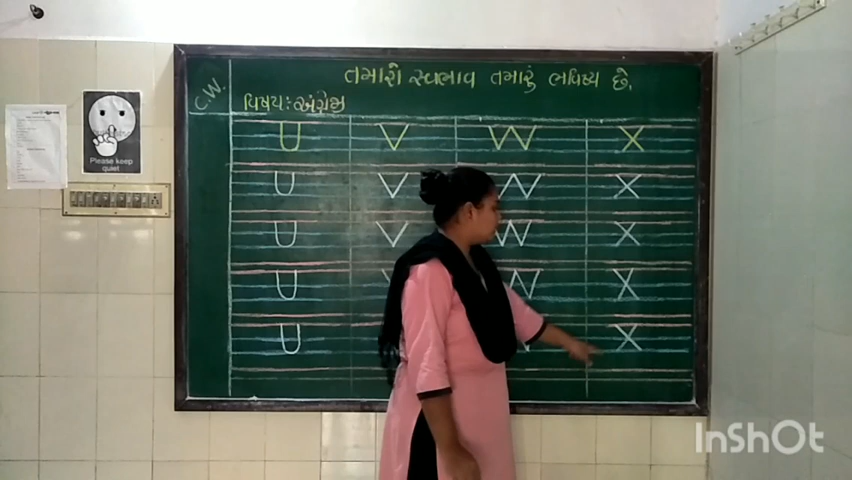 તમારો સ્વભાવ તમારું ભવિષ્ય છે.
C.W.
વિષય: અંગ્રેજી
U V W X
U V W X
U V W X
U V W X
U W X
Please keep
quiet
InShOt